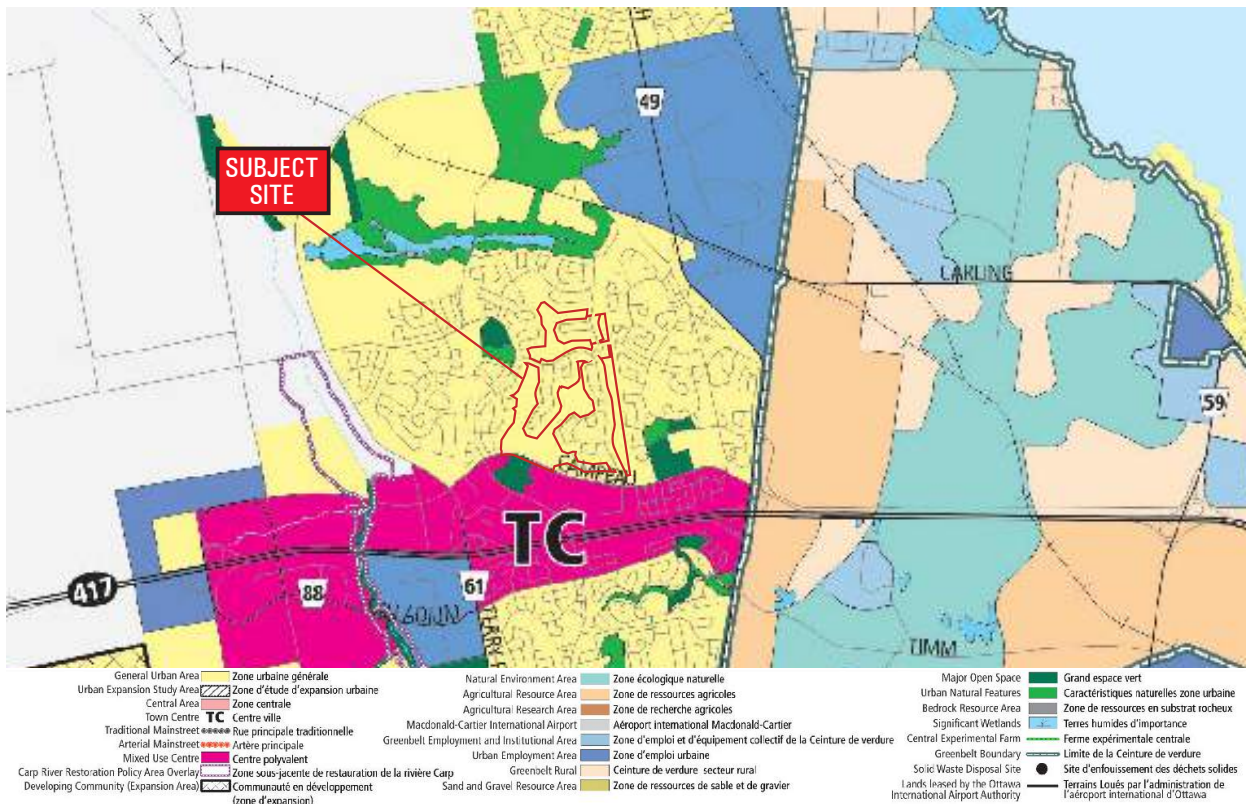 49
SUBJECT
SITE
CARLING
59
TC
417
88
61
TIMM
General Urban Area Zone urbaine générale
Urban Expansion Study Area Zone d'étude d'expansion urbaine
Central Area Zone centrale
Town Centre TC Centre ville
Traditional Mainstreet Rue principale traditionnelle
Arterial Mainstreet Artère principale
Mixed Use Centre Centre polyvalent
Carp River Restoration Policy Area Overlay Zone sous-jacente de restauration de la rivière Carp
Developing Community (Expansion Area) Communauté en développement
(zone d'expansion)
Natural Environment Area Zone écologique naturelle
Agricultural Resource Area Zone de ressources agricoles
Agricultural Research Area Zone de recherche agricoles
Macdonald-Cartier International Airport Aéroport international Macdonald-Cartier
Greenbelt Employment and Institutional Area Zone d'emploi et d'équipement collectif de la Ceinture de verdure
Urban Employment Area Zone d'emploi urbaine
Greenbelt Rural Ceinture de verdure secteur rural
Sand and Gravel Resource Area Zone de ressources de sable et de gravier
Major Open Space Grand espace vert
Urban Natural Features Caractéristiques naturelles zone urbaine
Bedrock Resource Area Zone de ressources en substrat rocheux
Significant Wetlands Terres humides d'importance
Central Experimental Farm Ferme expérimentale centrale
Greenbelt Boundary Limite de la Ceinture de verdure
Solid Waste Disposal Site Site d'enfouissement des déchets solides
Lands leased by the Ottawa Terrains Loués par l'administration de
International Airport Authority l'aéroport international d'Ottawa